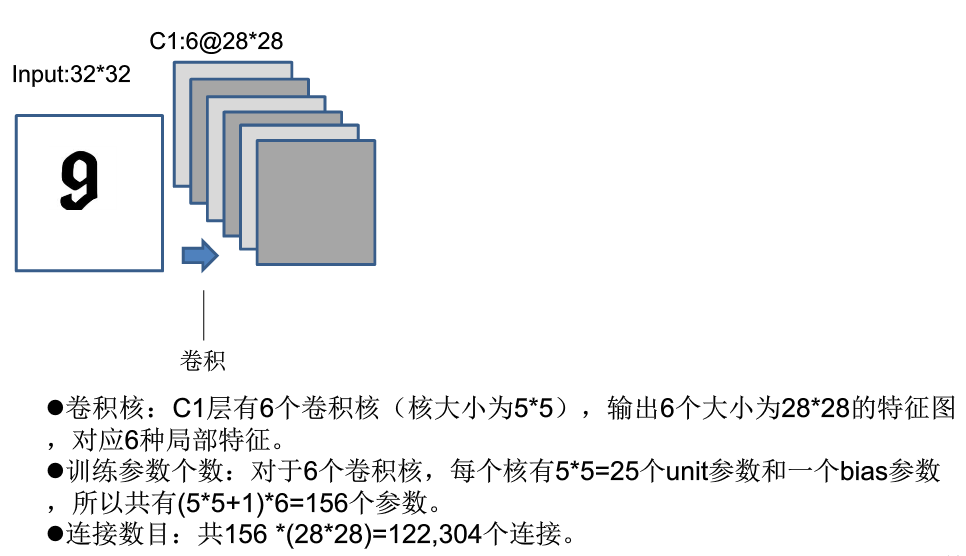 C1:6@28*28
Input:32*32
9
卷积
●卷积核：C1层有6个卷积核（核大小为5*5），输出6个大小为28*28的特征图
，对应6种局部特征。
●训练参数个数：对于6个卷积核，每个核有5*5=25个unit参数和一个bias参数
，所以共有(5*5+1)*6=156个参数。
●连接数目：共156 *(28*28)=122,304个连接。